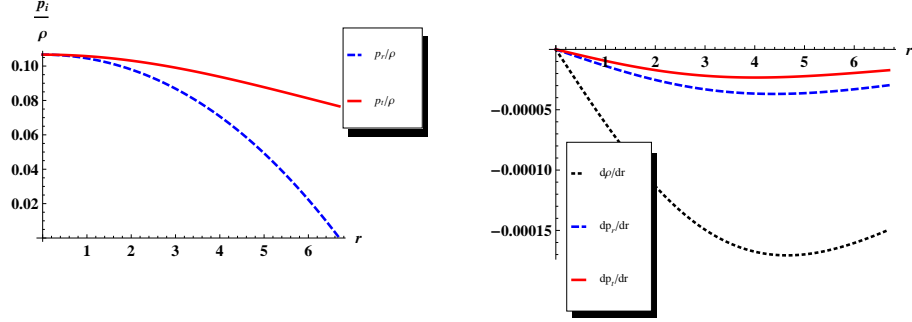 p_i
ρ
0.10
0.08
0.06
0.04
0.02
1 2 3 4 5 6 r
p_r/ρ
p_t/ρ
r
1 2 3 4 5 6
−0.00005
−0.00010
−0.00015
dρ/dr
dp_r/dr
dp_t/dr